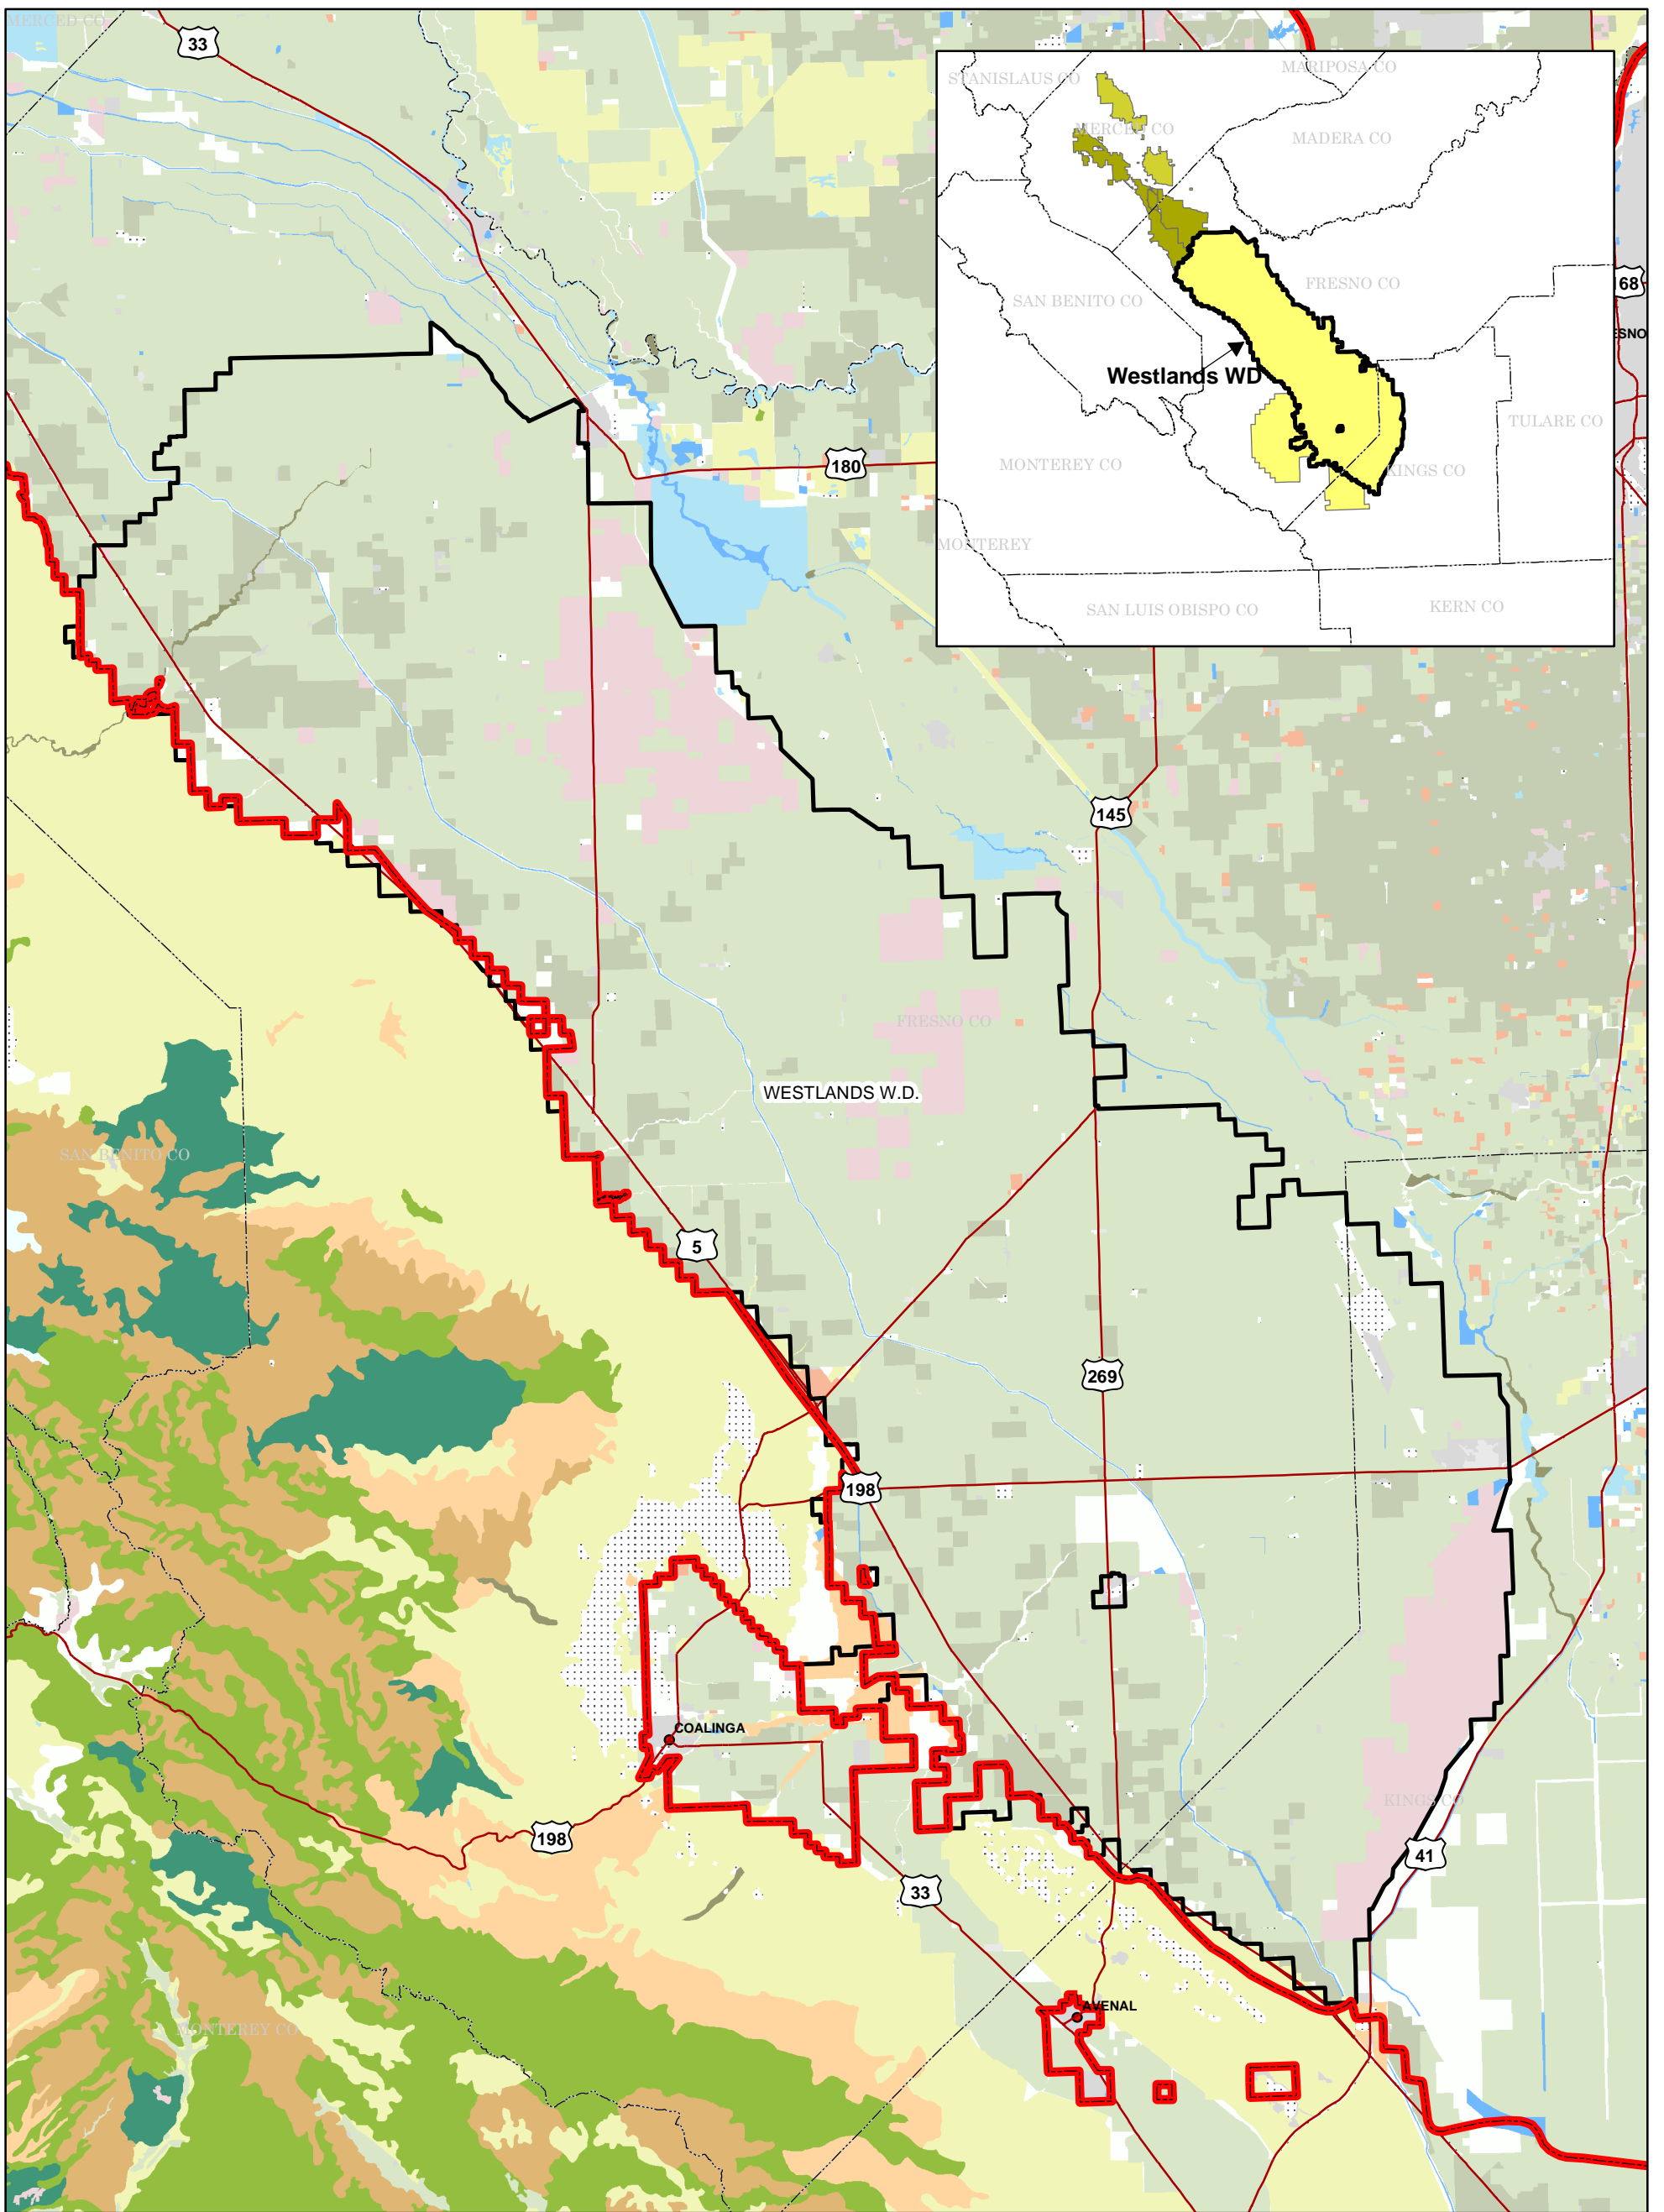 MERCED CO
33
STANISLAUS CO
MARIPOSA CO
MERCED CO
MADERA CO
FRESNO CO
SAN BENITO CO
Westlands WD
TULARE CO
MONTEREY CO
KINGS CO
MONTEREY
SAN LUIS OBISPO CO
KERN CO
168
180
145
FRESNO CO
WESTLANDS W.D.
SAN BENITO CO
5
269
198
COALINGA
KINGS CO
198
41
33
AVENAL
MONTEREY CO